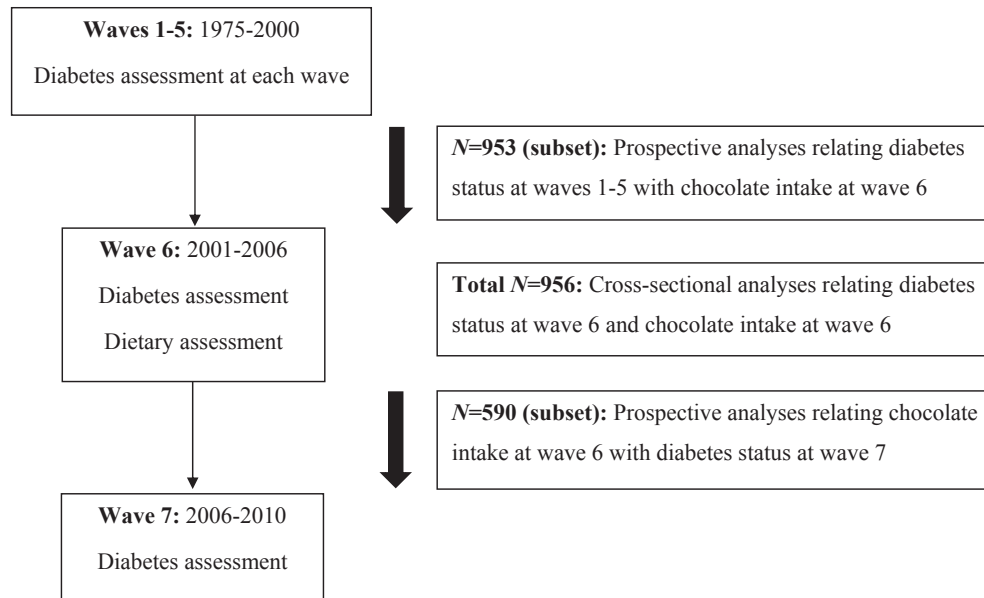 Waves 1-5: 1975-2000
Diabetes assessment at each wave
N=953 (subset): Prospective analyses relating diabetes
status at waves 1-5 with chocolate intake at wave 6
Wave 6: 2001-2006
Diabetes assessment
Dietary assessment
Total N=956: Cross-sectional analyses relating diabetes
status at wave 6 and chocolate intake at wave 6
N=590 (subset): Prospective analyses relating chocolate
intake at wave 6 with diabetes status at wave 7
Wave 7: 2006-2010
Diabetes assessment